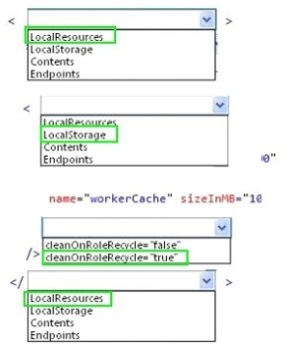 < >
LocalResources
LocalStorage
Contents
Endpoints
<
LocalResources
LocalStorage
Contents
Endpoints
0"
name="workerCache" sizeInMB="10
cleanOnRoleRecycle="false"
/> cleanOnRoleRecycle="true"
</ >
LocalResources
LocalStorage
Contents
Endpoints